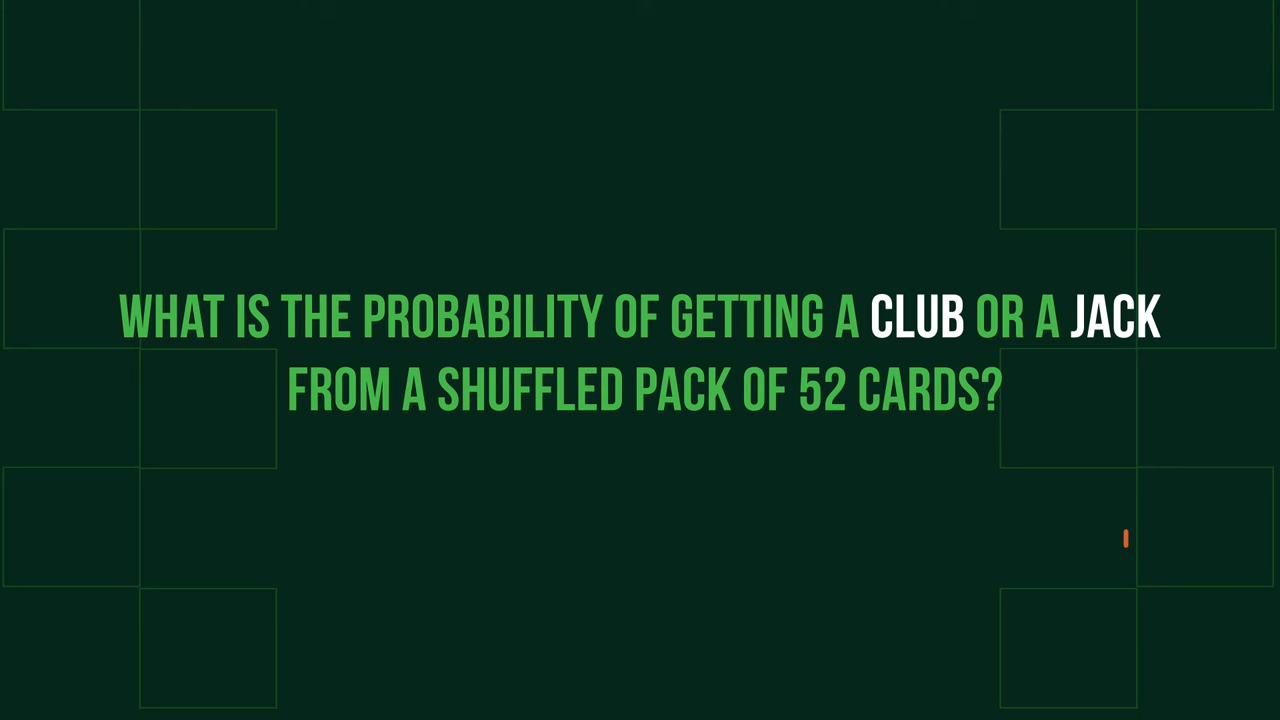 WHAT IS THE PROBABILITY OF GETTING A CLUB OR A JACK
FROM A SHUFFLED PACK OF 52 CARDS?